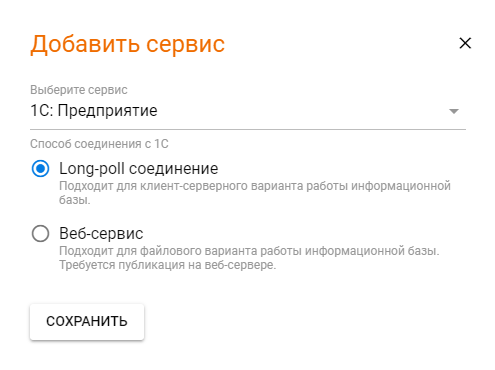 Добавить сервис
Выберите сервис
1С: Предприятие
Способ соединения с 1С
Long-poll соединение
Подходит для клиент-серверного варианта работы информационной
базы.
Веб-сервис
Подходит для файлового варианта работы информационной базы.
Требуется публикация на веб-сервере.
СОХРАНИТЬ